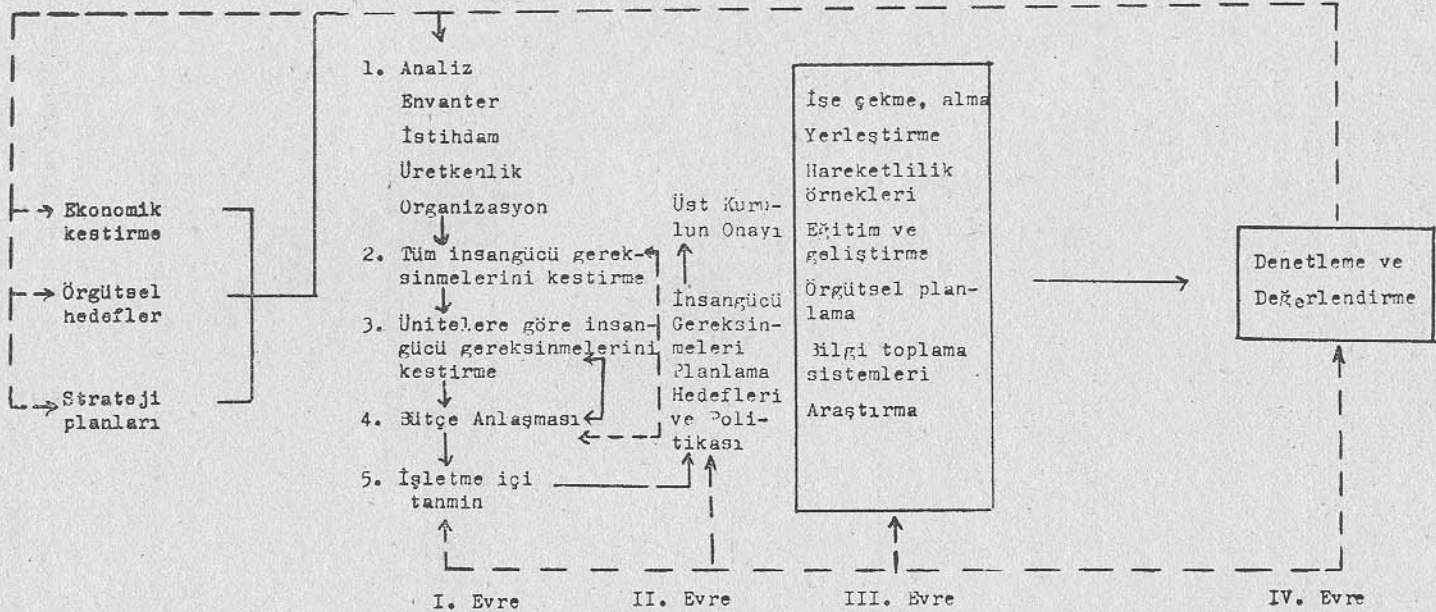 Ekonomik
kestirme
Örgütsel
hedefler
Strateji
planları
1. Analiz
Envanter
İstihdam
Üretkenlik
Organizasyon
2. Tüm insangücü gerek-
sinmelerini kestirme
3. Ünitelere göre insan-
gücü gereksinmelerini
kestirme
4. Bütçe Anlaşması
5. İşletme içi
tanmin
Üst Kuru-
lun Onayı
İnsangücü
Gereksin-
meleri
Planlama
Hedefleri
ve Poli-
tikası
İşe çekme, alma
Yerleştirme
Hareketlilik
örnekleri
Eğitim ve
geliştirme
Örgütsel plan-
lama
Bilgi toplama
sistemleri
Araştırma
Denetleme ve
Değerlendirme
I. Evre
II. Evre
III. Evre
IV. Evre